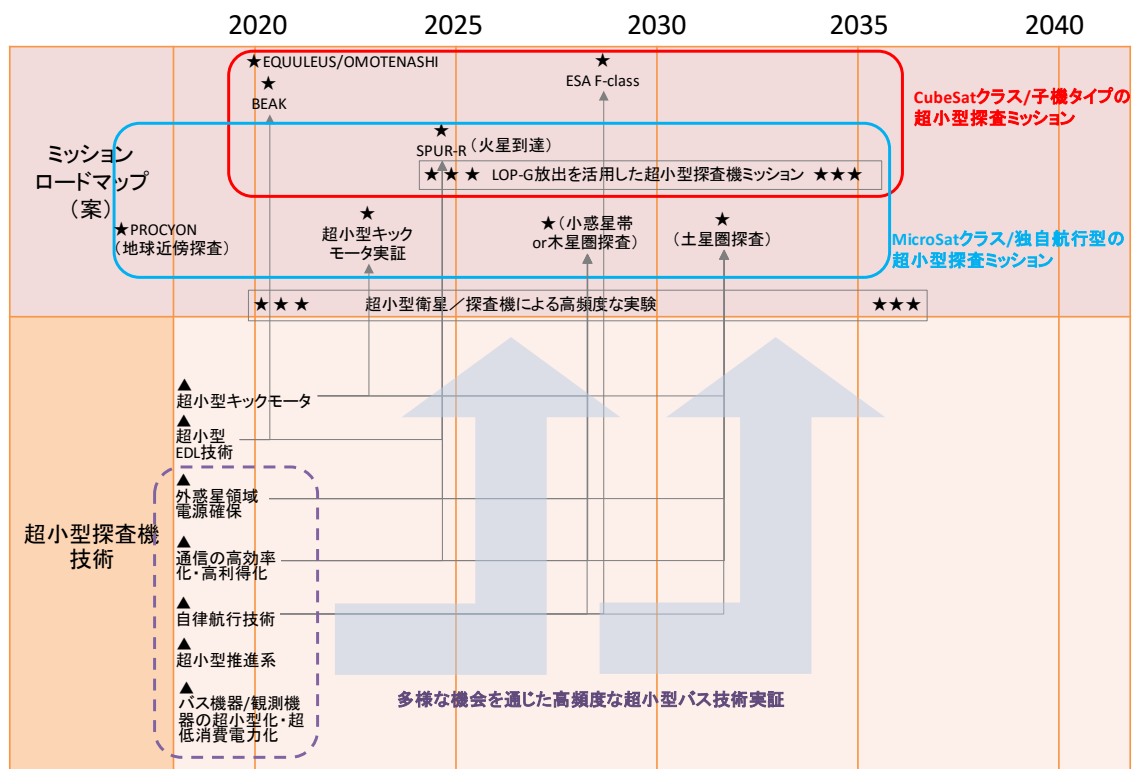 2020 2025 2030 2035 2040
★EQUULEUS/OMOTENASHI
★
BEAK
★
ESA F-class
CubeSatクラス/子機タイプの
超小型探査ミッション
ミッション
ロードマップ
（案）
★
SPUR-R（火星到達）
★★★ LOP-G放出を活用した超小型探査機ミッション ★★★
★PROCYON
（地球近傍探査）
★
超小型キック
モータ実証
★（小惑星帯
or木星圏探査）
★
（土星圏探査）
MicroSatクラス/独自航行型の
超小型探査ミッション
★★★ 超小型衛星／探査機による高頻度な実験 ★★★
超小型探査機
技術
▲
超小型キックモータ
▲
超小型
EDL技術
▲
外惑星領域
電源確保
▲
通信の高効率
化・高利得化
▲
自律航行技術
▲
超小型推進系
▲
バス機器/観測機
器の超小型化・超
低消費電力化
多様な機会を通じた高頻度な超小型バス技術実証